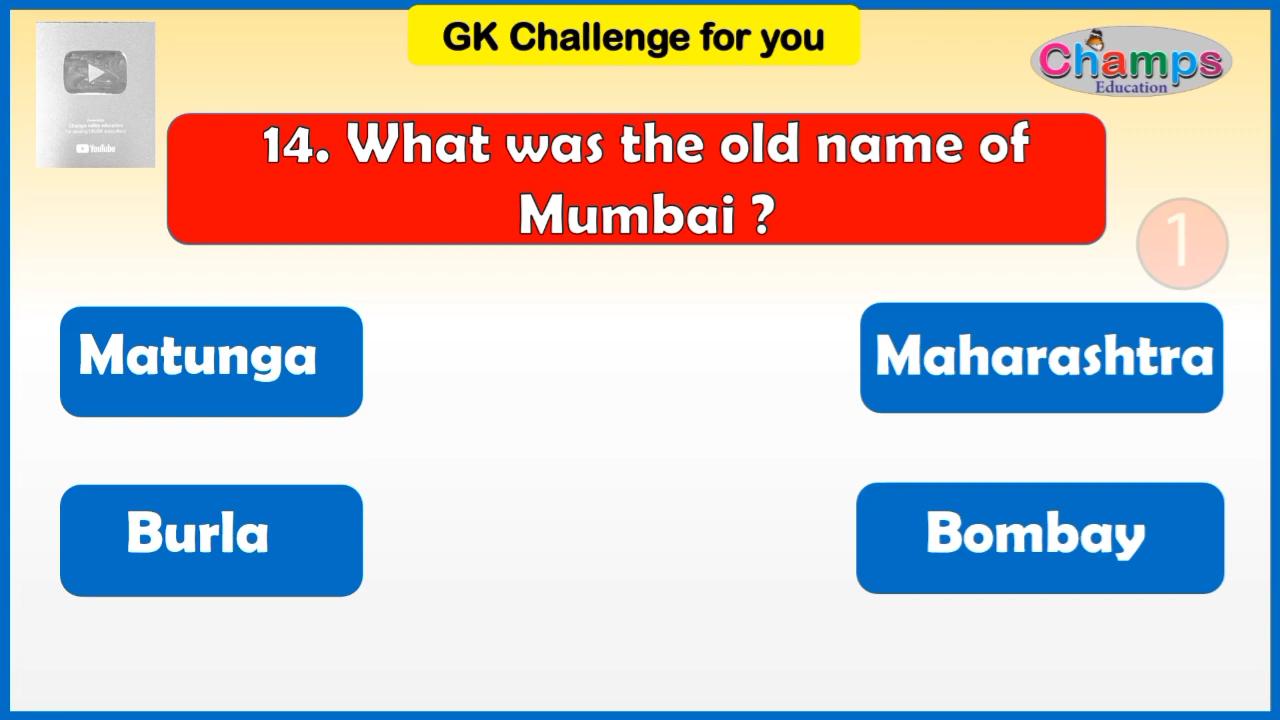 GK Challenge for you
Champs
Education
YouTube
14. What was the old name of
Mumbai ?
1
Matunga
Maharashtra
Burla
Bombay